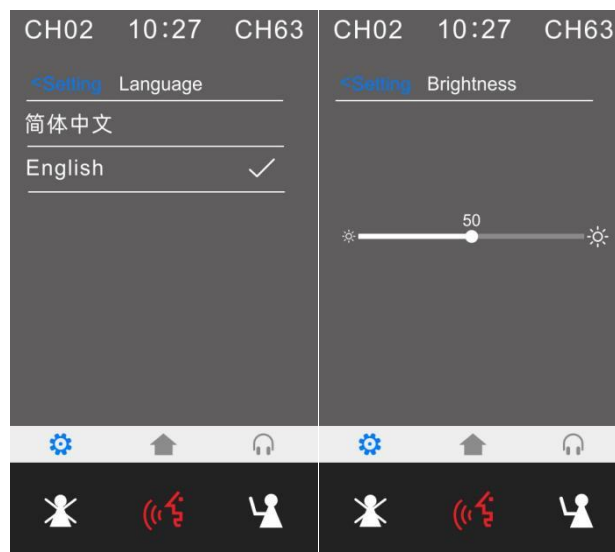 CH02 10:27 CH63
<Setting Language
简体中文
English
CH02 10:27 CH63
<Setting Brightness
50